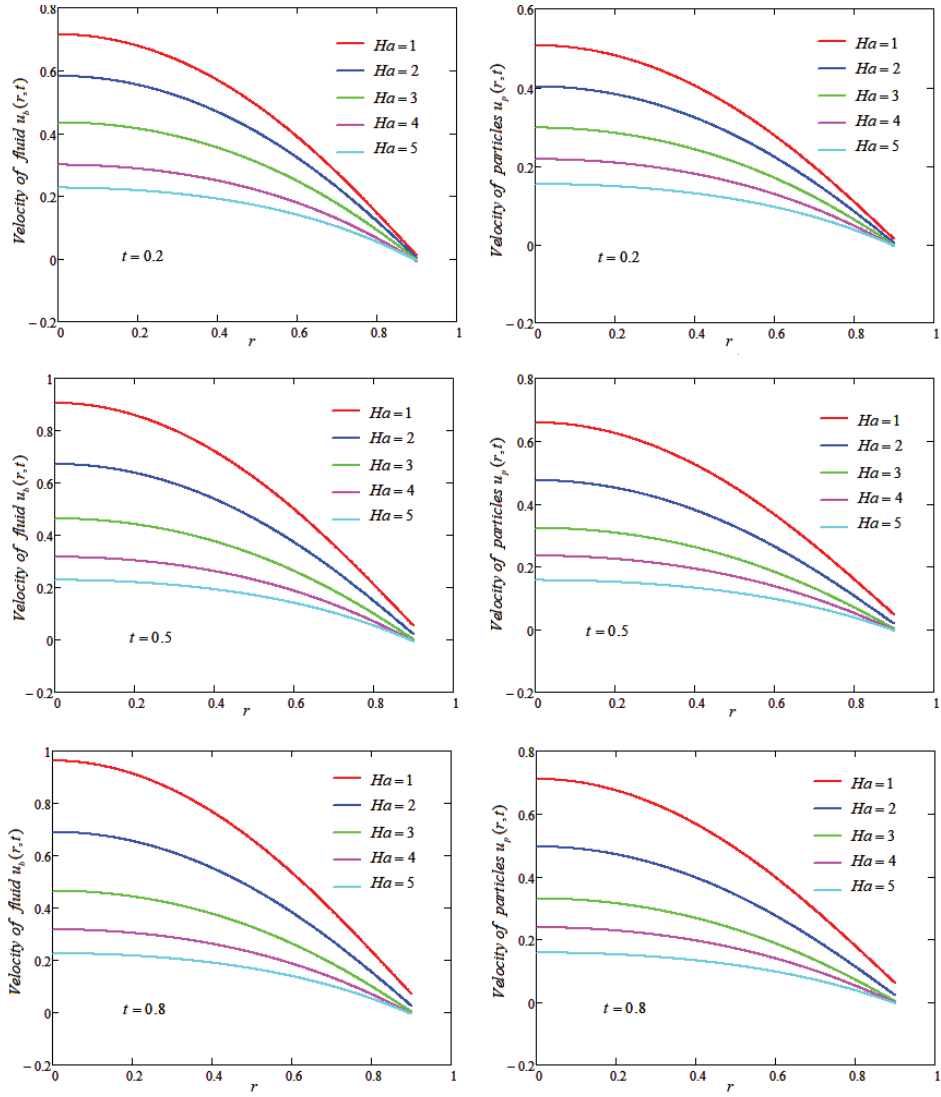 Velocity of fluid u_b(r,t)
0.8
0.6
0.4
0.2
0
−0.2
Ha=1
Ha=2
Ha=3
Ha=4
Ha=5
t=0.2
0 0.2 0.4 0.6 0.8 1
r
Velocity of particles u_p(r,t)
0.6
0.4
0.2
0
−0.2
Ha=1
Ha=2
Ha=3
Ha=4
Ha=5
t=0.2
0 0.2 0.4 0.6 0.8 1
r
Velocity of fluid u_b(r,t)
1
0.8
0.6
0.4
0.2
0
−0.2
Ha=1
Ha=2
Ha=3
Ha=4
Ha=5
t=0.5
0 0.2 0.4 0.6 0.8 1
r
Velocity of particles u_p(r,t)
0.8
0.6
0.4
0.2
0
−0.2
Ha=1
Ha=2
Ha=3
Ha=4
Ha=5
t=0.5
0 0.2 0.4 0.6 0.8 1
r
Velocity of fluid u_b(r,t)
1
0.8
0.6
0.4
0.2
0
−0.2
Ha=1
Ha=2
Ha=3
Ha=4
Ha=5
t=0.8
0 0.2 0.4 0.6 0.8 1
r
Velocity of particles u_p(r,t)
0.8
0.6
0.4
0.2
0
−0.2
Ha=1
Ha=2
Ha=3
Ha=4
Ha=5
t=0.8
0 0.2 0.4 0.6 0.8 1
r